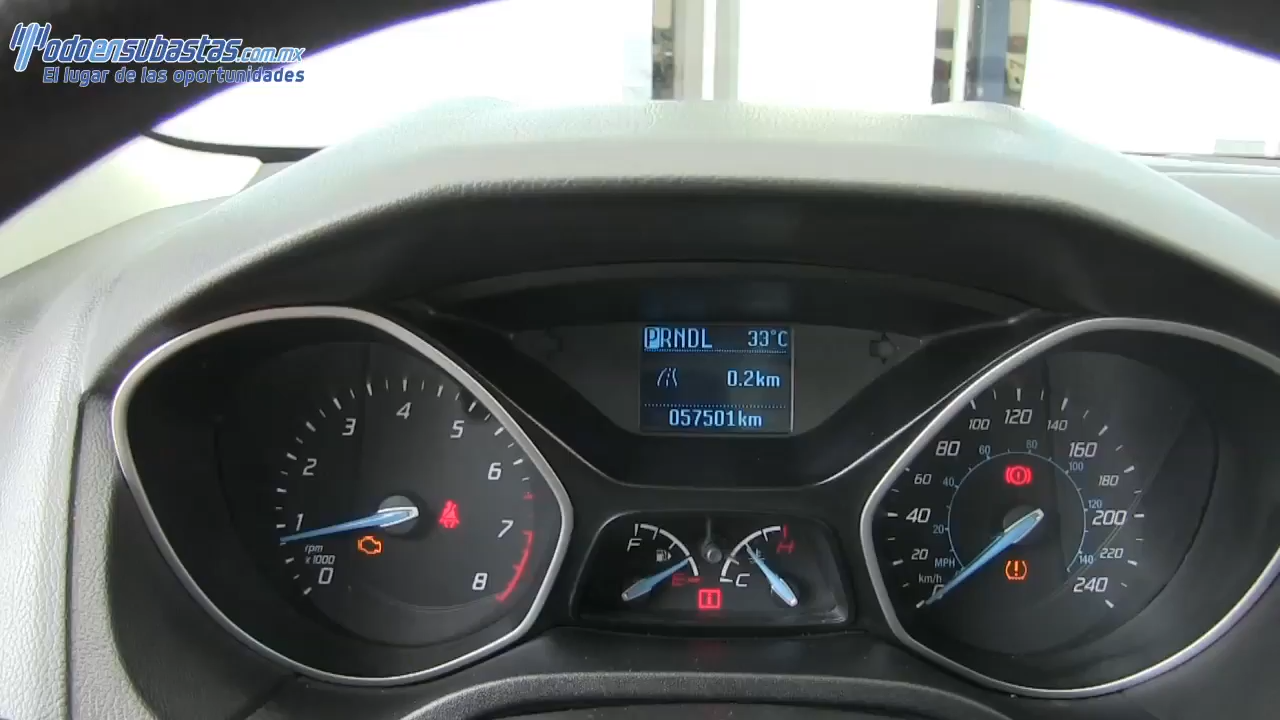 Todoensubastas.com.mx
El lugar de las oportunidades
PRNDL 33°C
0.2km
057501km
0
1
2
3
4
5
6
7
8
rpm
x1000
F
E
C
H
0
20
40
60
80
100
120
140
160
180
200
220
240
MPH
km/h
20
40
60
80
100
120
140